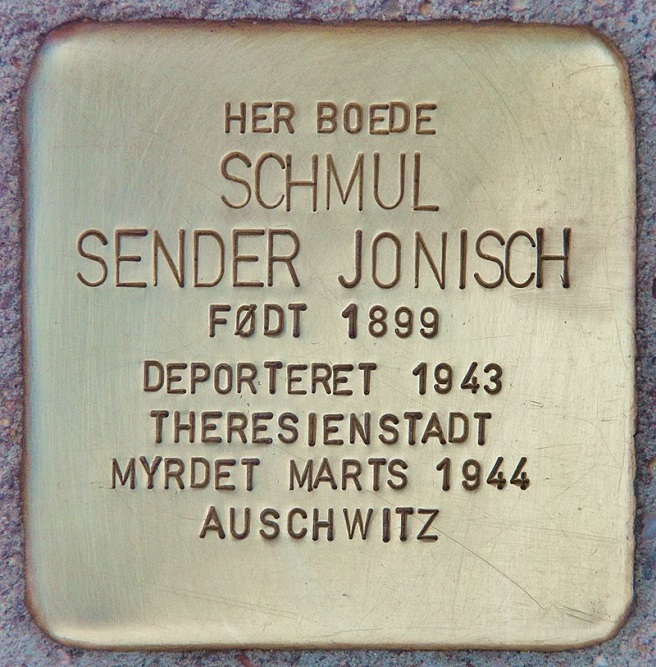 HER BOEDE
SCHMUL
SENDER JONISCH
FØDT 1899
DEPORTERET 1943
THERESIENSTADT
MYRDET MARTS 1944
AUSCHWITZ